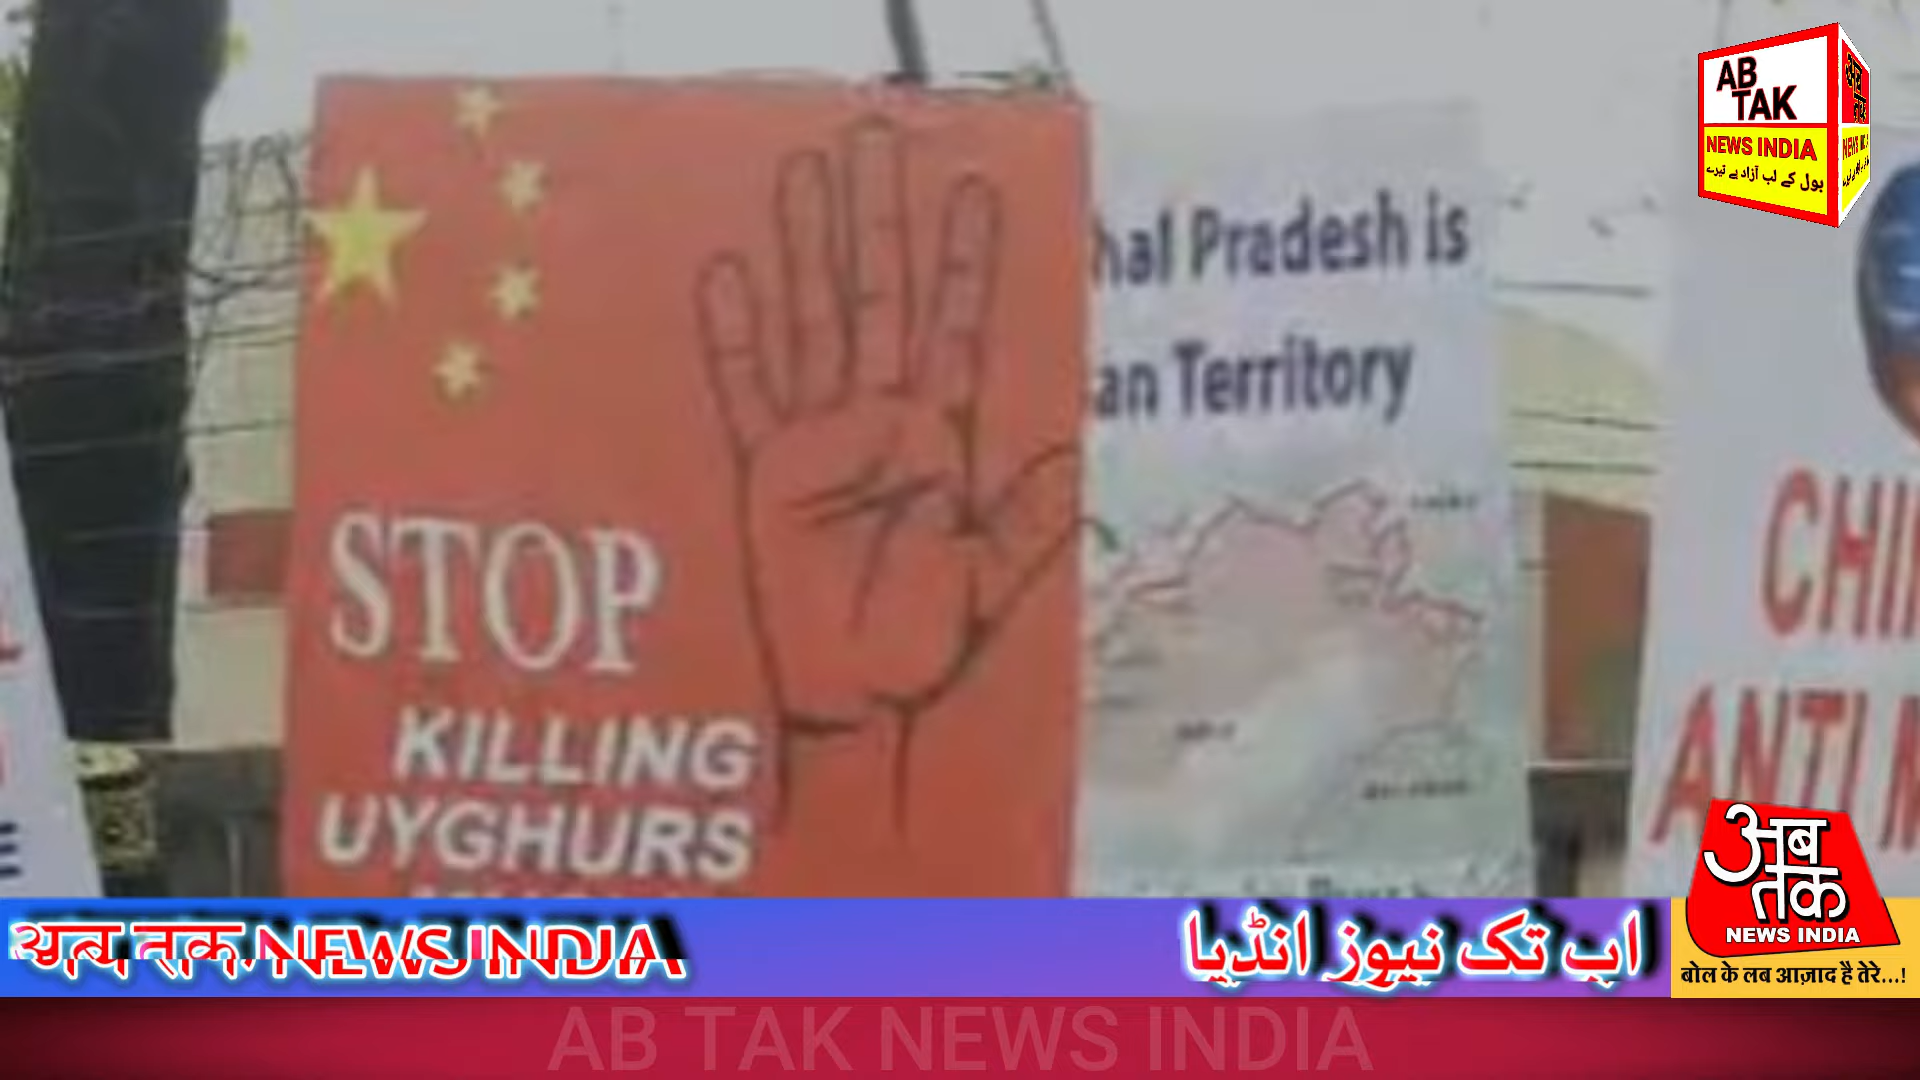 STOP
KILLING
UYGHURS
hal Pradesh is
an Territory
CHI
ANTI
AB
TAK
NEWS INDIA
بول کے لب آزاد ہے تیرے
अब तक NEWS INDIA
اب تک نیوز انڈیا
अब
तक
NEWS INDIA
बोल के लब आज़ाद है तेरे...!
AB TAK NEWS INDIA